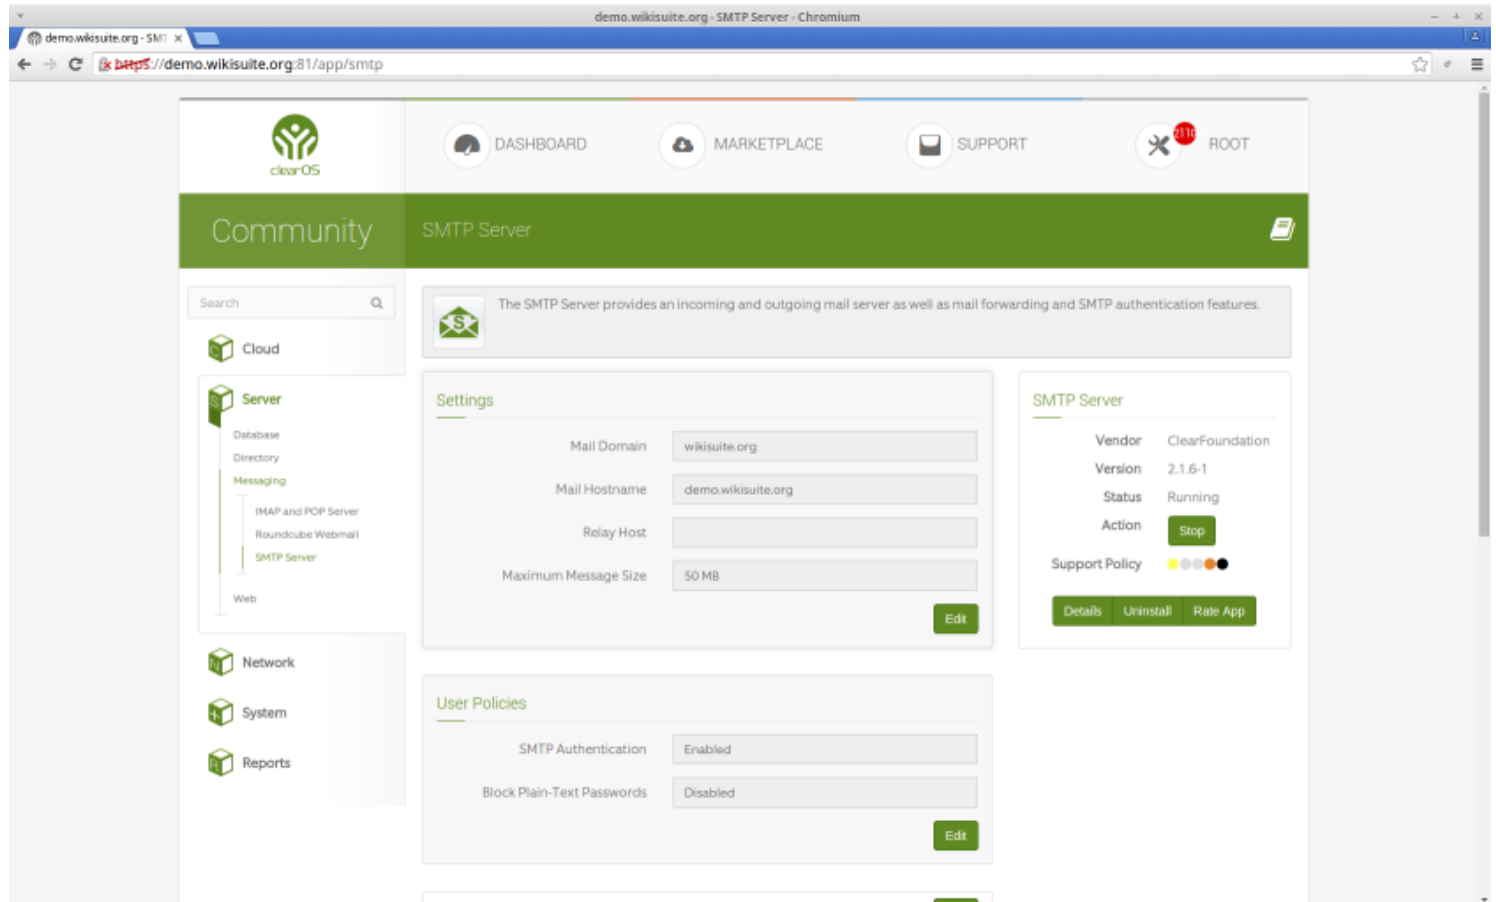 demo.wikisuite.org - SMTP Server - Chromium
demo.wikisuite.org - SMT
https://demo.wikisuite.org:81/app/smtp
clearOS
DASHBOARD
MARKETPLACE
SUPPORT
2110
ROOT
Community
SMTP Server
Search
The SMTP Server provides an incoming and outgoing mail server as well as mail forwarding and SMTP authentication features.
Cloud
Server
Database
Directory
Messaging
IMAP and POP Server
Roundcube Webmail
SMTP Server
Web
Network
System
Reports
Settings
Mail Domain wikisuite.org
Mail Hostname demo.wikisuite.org
Relay Host
Maximum Message Size 50 MB
Edit
SMTP Server
Vendor ClearFoundation
Version 2.1.6-1
Status Running
Action Stop
Support Policy
Details Uninstall Rate App
User Policies
SMTP Authentication Enabled
Block Plain-Text Passwords Disabled
Edit